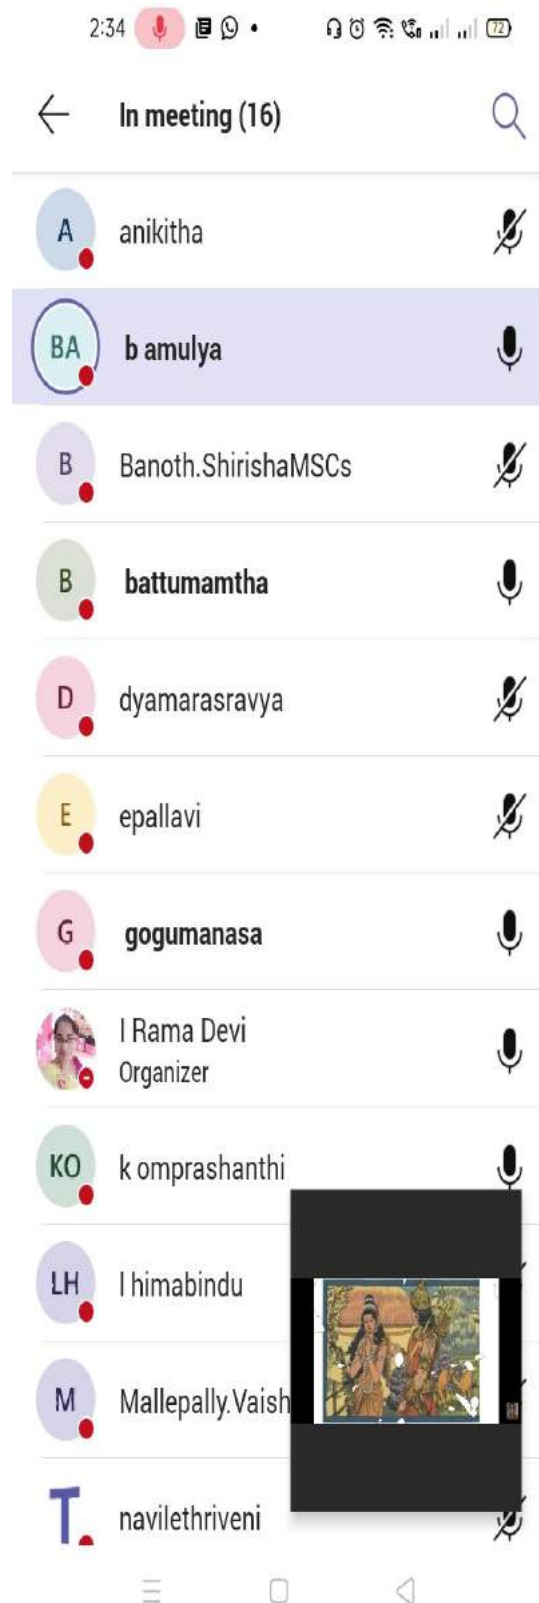 2:34
72
In meeting (16)
A
anikitha
BA
b amulya
B
Banoth.ShirishaMSCs
B
battumamtha
D
dyamarasravya
E
epallavi
G
gogumanasa
I Rama Devi
Organizer
KO
k omprashanthi
LH
l himabindu
M
Mallepally.Vaish
T
navilethriveni